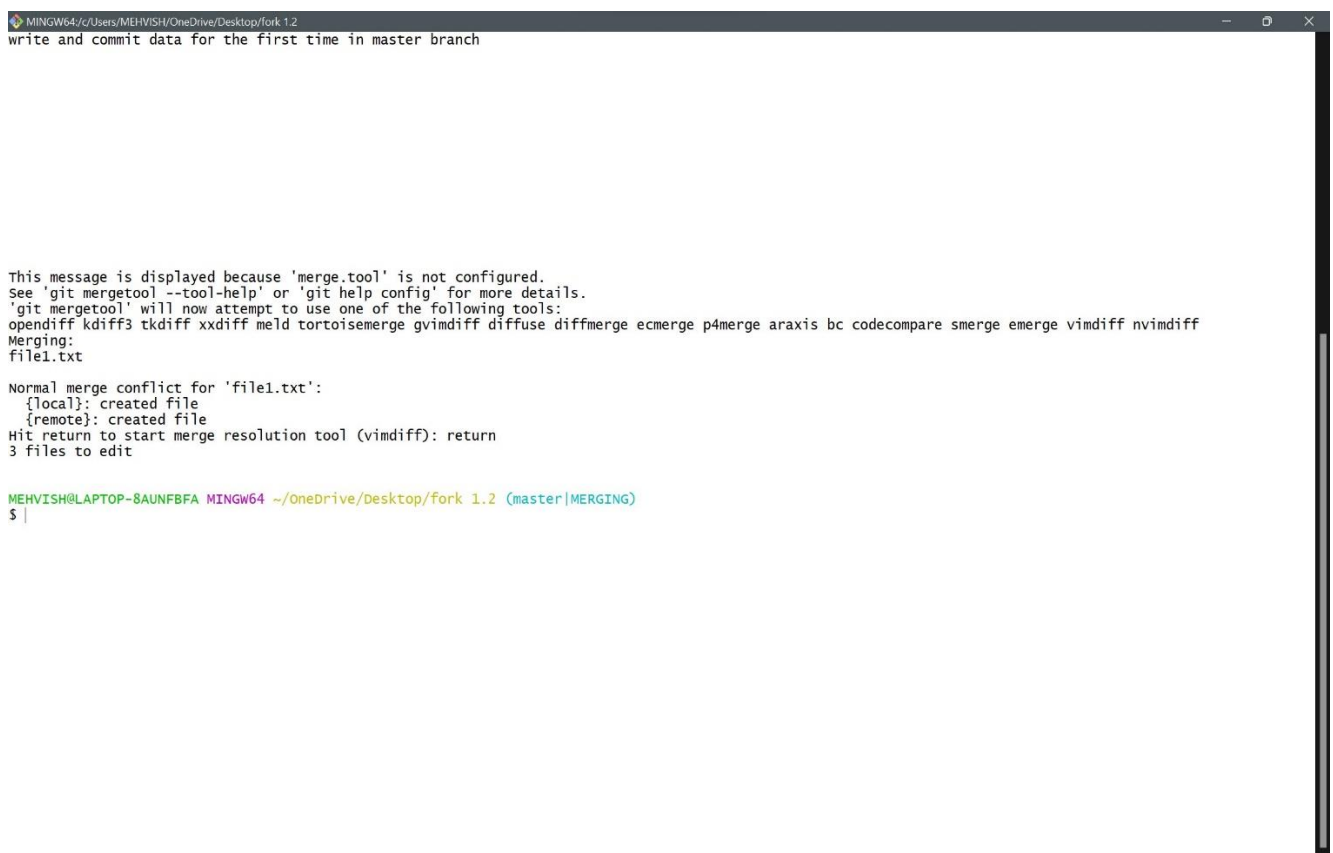 MINGW64:/c/Users/MEHVISH/OneDrive/Desktop/fork 1.2
write and commit data for the first time in master branch
This message is displayed because 'merge.tool' is not configured.
See 'git mergetool --tool-help' or 'git help config' for more details.
'git mergetool' will now attempt to use one of the following tools:
opendiff kdiff3 tkdiff xxdiff meld tortoisemerge gvimdiff diffuse diffmerge ecmerge p4merge araxis bc codecompare smerge emerge vimdiff nvimdiff
Merging:
file1.txt
Normal merge conflict for 'file1.txt':
  {local}: created file
  {remote}: created file
Hit return to start merge resolution tool (vimdiff): return
3 files to edit
MEHVISH@LAPTOP-8AUNFBFA MINGW64 ~/OneDrive/Desktop/fork 1.2 (master|MERGING)
$